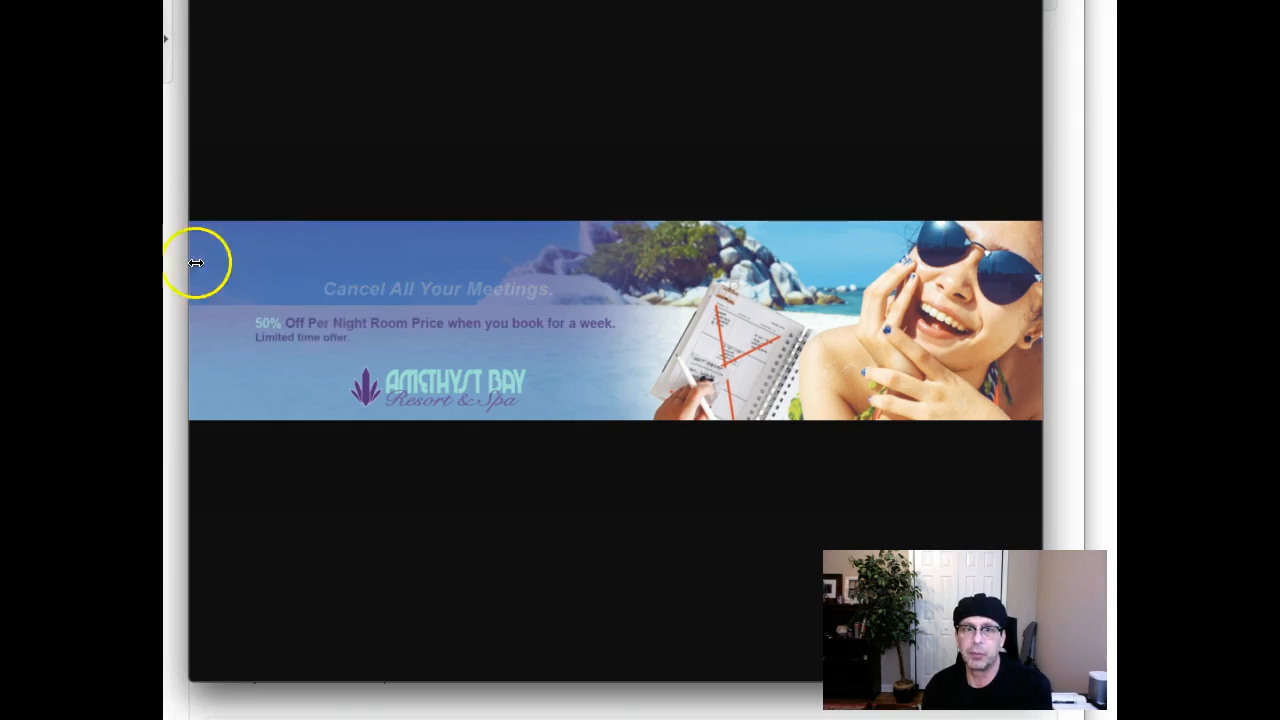 Cancel All Your Meetings.
50% Off Per Night Room Price when you book for a week.
Limited time offer.
AMETHYST BAY
Resort & Spa